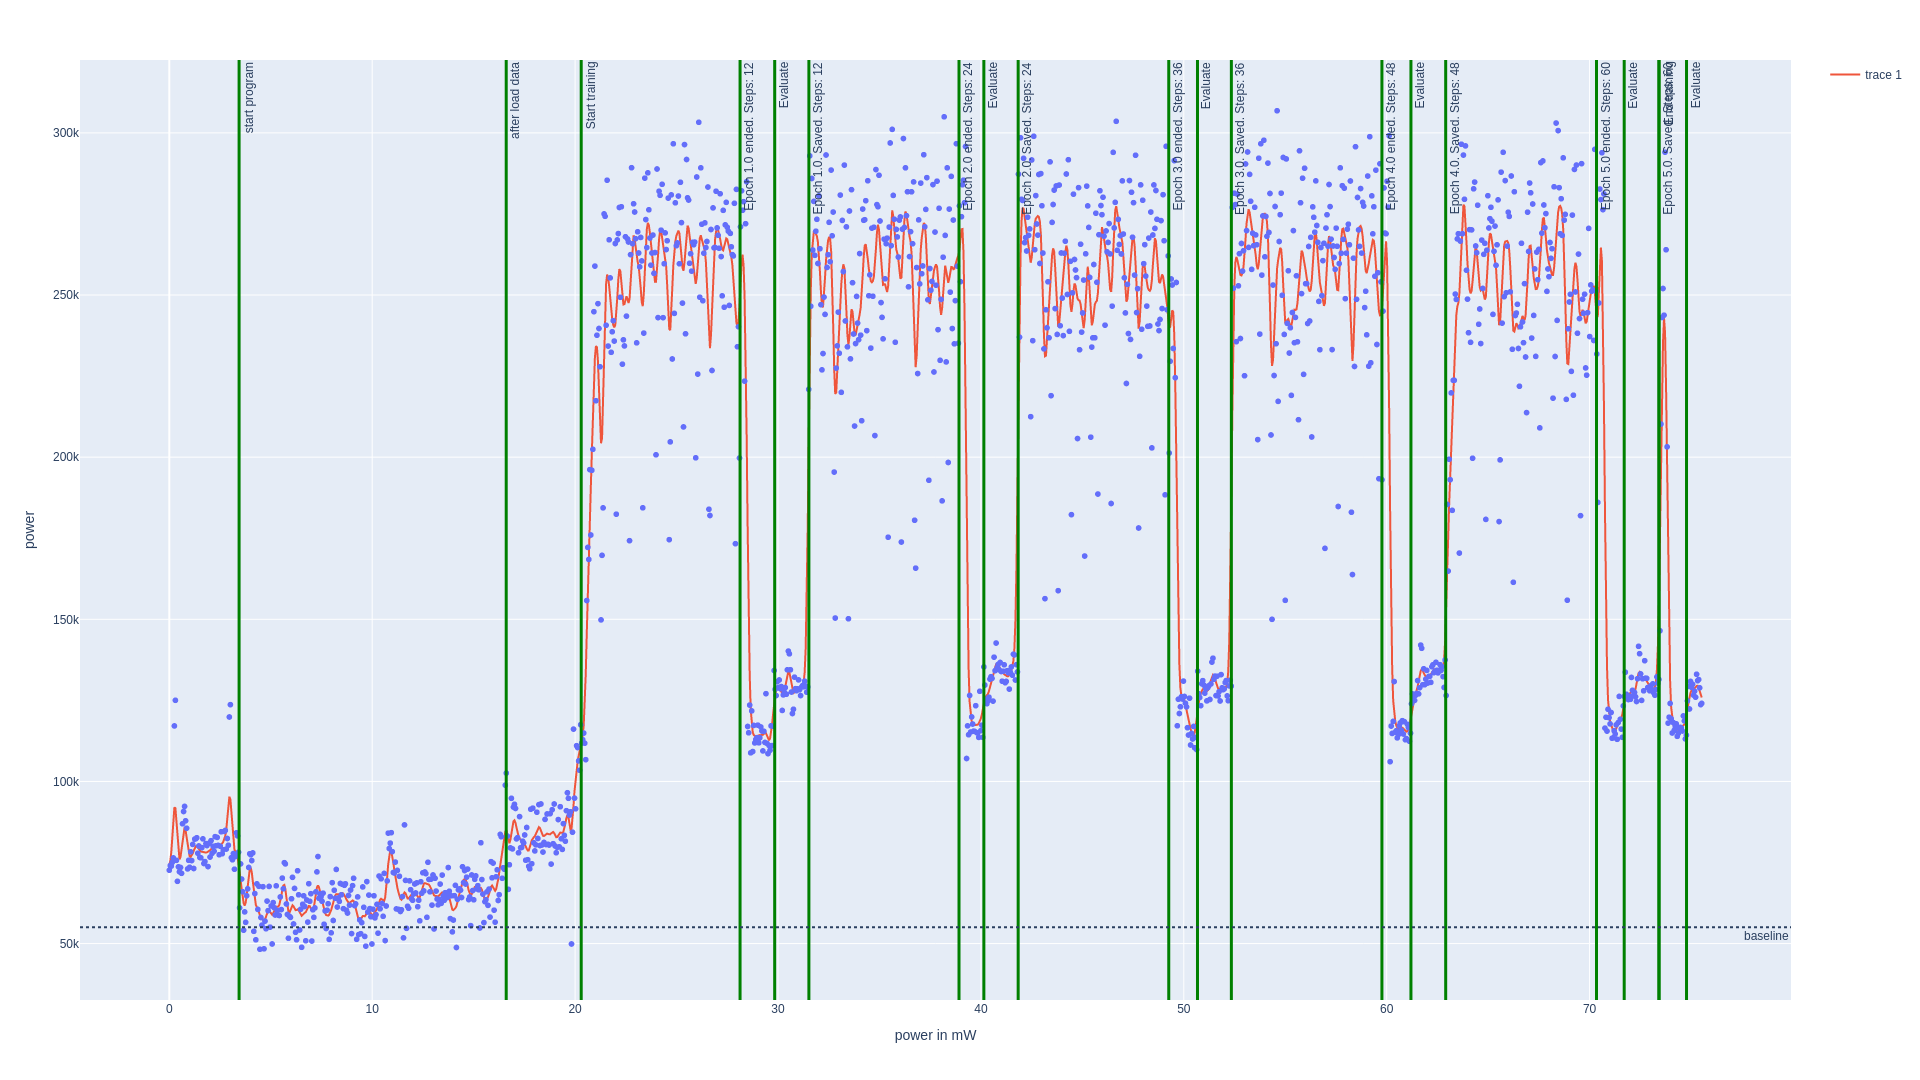 start program
after load data
Start training
Epoch 1.0 ended. Steps: 12
Evaluate
Epoch 1.0. Saved. Steps: 12
Epoch 2.0 ended. Steps: 24
Evaluate
Epoch 2.0. Saved. Steps: 24
Epoch 3.0 ended. Steps: 36
Evaluate
Epoch 3.0. Saved. Steps: 36
Epoch 4.0 ended. Steps: 48
Evaluate
Epoch 4.0. Saved. Steps: 48
Epoch 5.0 ended. Steps: 60
Evaluate
Epoch 5.0. Saved.
Evaluate
trace 1
300k
250k
200k
150k
100k
50k
power
baseline
0 10 20 30 40 50 60 70
power in mW